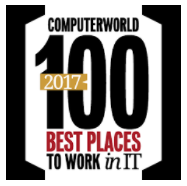 COMPUTERWORLD
100
2017
BEST PLACES
TO WORK in IT